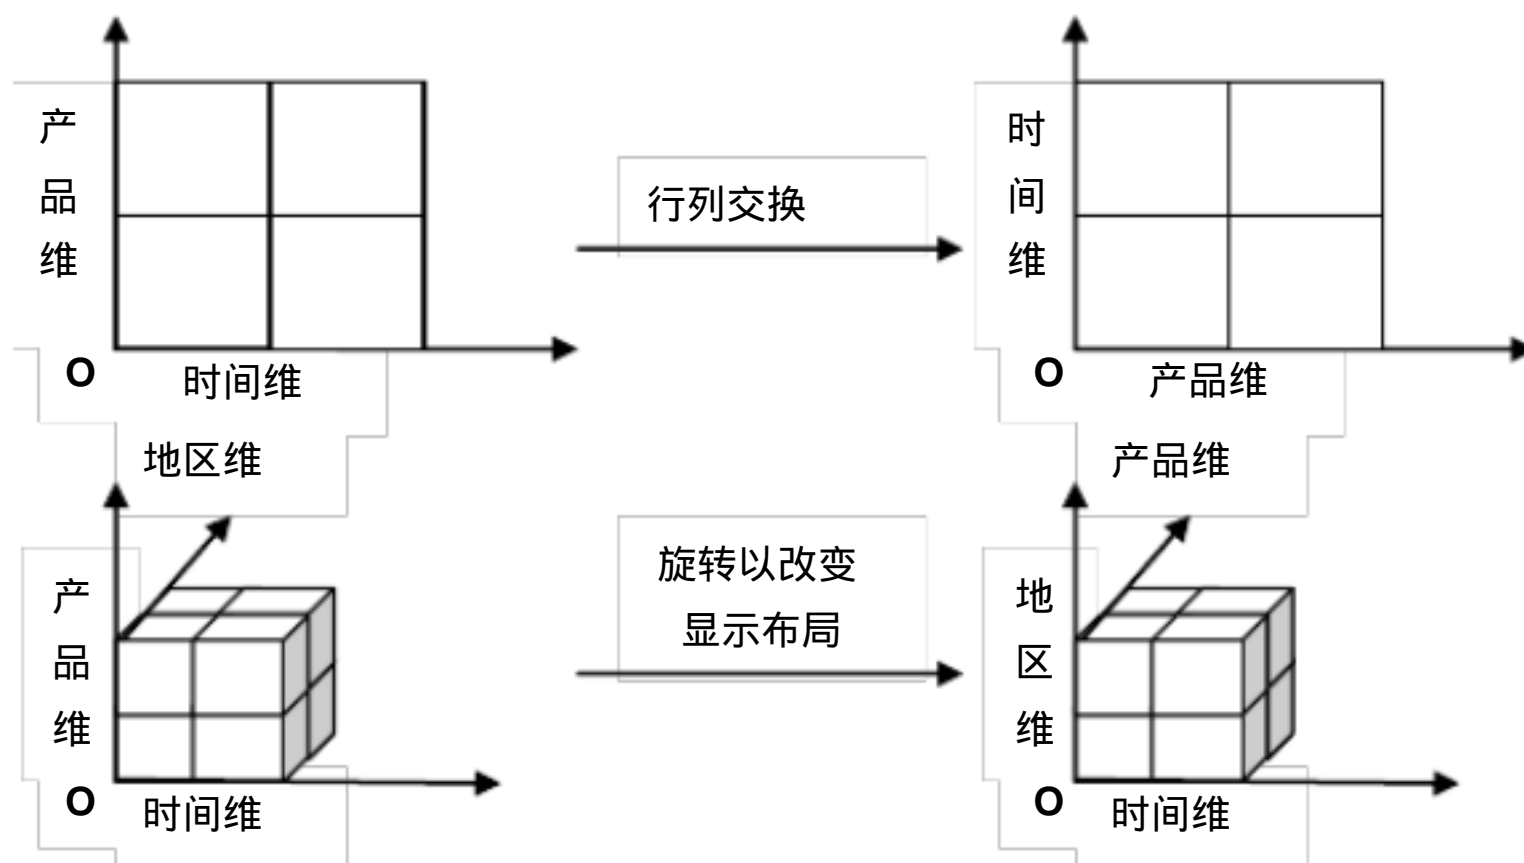 产
品
维
O
时间维
行列交换
时
间
维
O
产品维
地区维
产
品
维
O
时间维
旋转以改变
显示布局
产品维
地
区
维
O
时间维